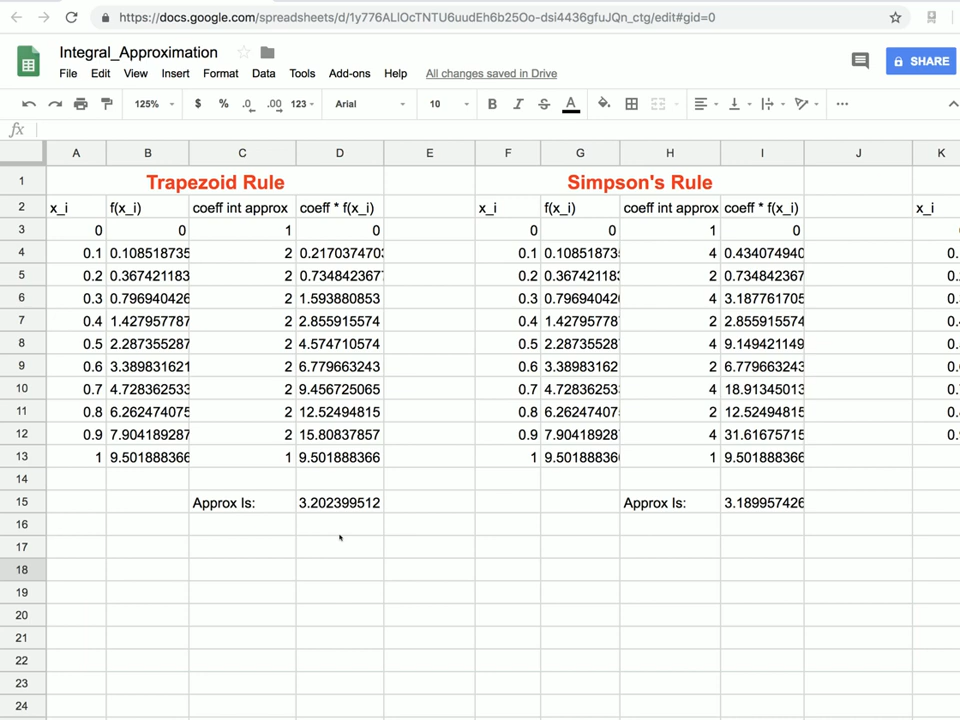 https://docs.google.com/spreadsheets/d/1y776ALlOcTNTU6uudEh6b25Oo-dsi4436gfuJQn_ctg/edit#gid=0
Integral_Approximation
File Edit View Insert Format Data Tools Add-ons Help All changes saved in Drive
SHARE
125% $ % .0 .00 123 Arial 10 B I S A
fx
A B C D E F G H I J K
1 Trapezoid Rule Simpson's Rule
2 x_i f(x_i) coeff int approx coeff * f(x_i) x_i f(x_i) coeff int approx coeff * f(x_i) x_i
3 0 0 1 0 0 0 1 0
4 0.1 0.108518735 2 0.217037470 0.1 0.10851873 4 0.434074940 0.
5 0.2 0.367421183 2 0.734842367 0.2 0.36742118 2 0.734842367 0.
6 0.3 0.796940426 2 1.593880853 0.3 0.79694042 4 3.187761705 0.
7 0.4 1.427957787 2 2.855915574 0.4 1.42795778 2 2.855915574 0.
8 0.5 2.287355287 2 4.574710574 0.5 2.28735528 4 9.149421149 0.
9 0.6 3.389831621 2 6.779663243 0.6 3.38983162 2 6.779663243 0.
10 0.7 4.728362533 2 9.456725065 0.7 4.72836253 4 18.91345013 0.
11 0.8 6.262474075 2 12.52494815 0.8 6.26247407 2 12.52494815 0.
12 0.9 7.904189287 2 15.80837857 0.9 7.90418928 4 31.61675715 0.
13 1 9.501888366 1 9.501888366 1 9.50188836 1 9.501888366
14
15 Approx Is: 3.202399512 Approx Is: 3.189957426
16
17
18
19
20
21
22
23
24